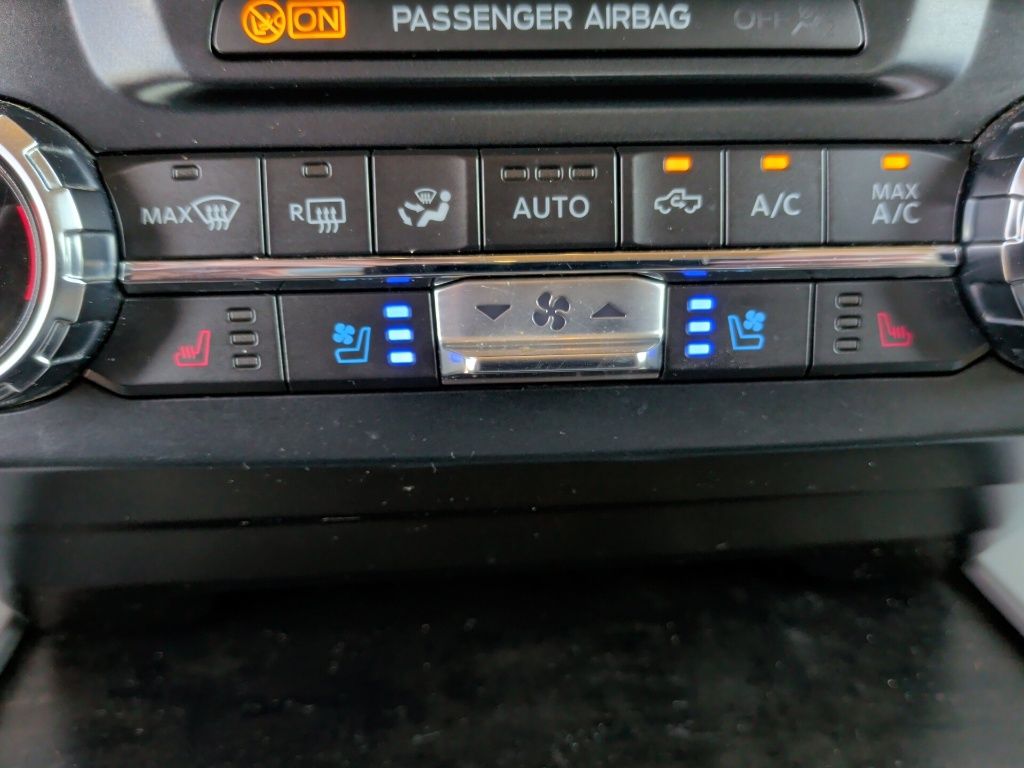 ON PASSENGER AIRBAG OFF
MAX R AUTO A/C MAX
A/C